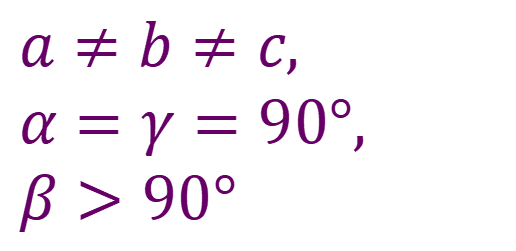 a ≠ b ≠ c,
α = γ = 90°,
β > 90°